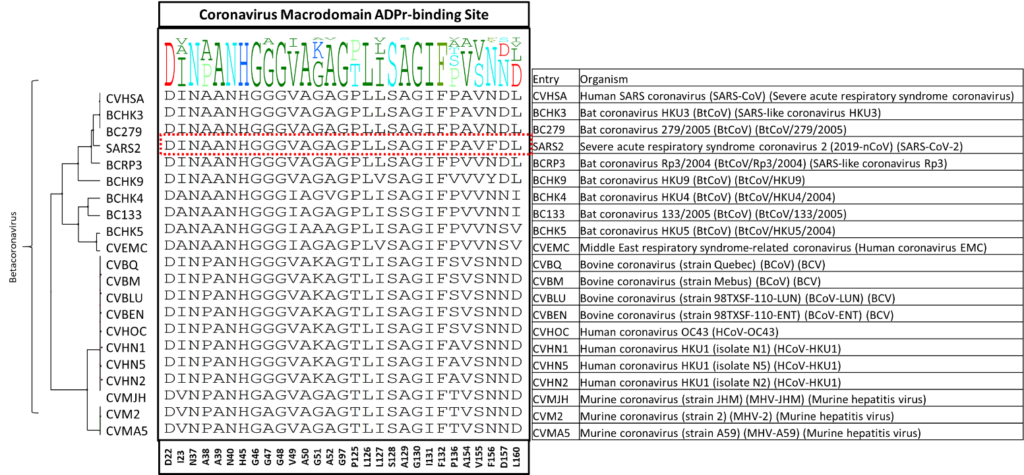 Coronavirus Macrodomain ADPr-binding Site
Betacoronavirus
Entry Organism
CVHSA DINAANHGGGVAGAGPLLSAGIFPAVNDL CVHSA Human SARS coronavirus (SARS-CoV) (Severe acute respiratory syndrome coronavirus)
BCHK3 DINAANHGGGVAGAGPLLSAGIFPAVNDL BCHK3 Bat coronavirus HKU3 (BtCoV) (SARS-like coronavirus HKU3)
BC279 DINAANHGGGVAGAGPLLSAGIFPAVNDL BC279 Bat coronavirus 279/2005 (BtCoV) (BtCoV/279/2005)
SARS2 DINAANHGGGVAGAGPLLSAGIFPAVFDL SARS2 Severe acute respiratory syndrome coronavirus 2 (2019-nCoV) (SARS-CoV-2)
BCRP3 DINAANHGGGVAGAGPLLSAGIFPVVNDL BCRP3 Bat coronavirus Rp3/2004 (BtCoV/Rp3/2004) (SARS-like coronavirus Rp3)
BCHK9 DINAANHGGGVAGAGPLVSAGIFVVVYDL BCHK9 Bat coronavirus HKU9 (BtCoV) (BtCoV/HKU9)
BCHK4 DANAANHGGGIAGVGPLISAGIFPVVNNI BCHK4 Bat coronavirus HKU4 (BtCoV) (BtCoV/HKU4/2004)
BC133 DANAANHGGGIAGAGPLISSGIFPVVNNI BC133 Bat coronavirus 133/2005 (BtCoV) (BtCoV/133/2005)
BCHK5 DINAANHGGGIAAAGPLVSAGIFPVVNSV BCHK5 Bat coronavirus HKU5 (BtCoV) (BtCoV/HKU5/2004)
CVEMC DANAANHGGGIAGAGPLVSAGIFPVVNSV CVEMC Middle East respiratory syndrome-related coronavirus (Human coronavirus EMC)
CVBQ DINPANHGGGVAKAGTLISAGIFSVSNND CVBQ Bovine coronavirus (strain Quebec) (BCoV) (BCV)
CVBM DINPANHGGGVAKAGTLISAGIFSVSNND CVBM Bovine coronavirus (strain Mebus) (BCoV) (BCV)
CVBLU DINPANHGGGVAKAGTLISAGIFSVSNND CVBLU Bovine coronavirus (strain 98TXSF-110-LUN) (BCoV-LUN) (BCV)
CVBEN DINPANHGGGVAKAGTLISAGIFSVSNND CVBEN Bovine coronavirus (strain 98TXSF-110-ENT) (BCoV-ENT) (BCV)
CVHOC DINPANHGGGVAKAGTLISAGIFSVSNND CVHOC Human coronavirus OC43 (HCoV-OC43)
CVHN1 DINPANHGGGVAKAGTLISAGIFAVSNND CVHN1 Human coronavirus HKU1 (isolate N1) (HCoV-HKU1)
CVHN5 DINPANHGGGVAKAGTLISAGIFAVSNND CVHN5 Human coronavirus HKU1 (isolate N5) (HCoV-HKU1)
CVHN2 DINPANHGGGVAKAGTLISAGIFAVSNND CVHN2 Human coronavirus HKU1 (isolate N2) (HCoV-HKU1)
CVMJH DVNPANHGAGVAKAGTLISAGIFTVSNND CVMJH Murine coronavirus (strain JHM) (MHV-JHM) (Murine hepatitis virus)
CVM2 DVNPANHGAGVAKAGTLISAGIFTVSNND CVM2 Murine coronavirus (strain 2) (MHV-2) (Murine hepatitis virus)
CVMA5 DVNPANHGAGVAKAGTLISAGIFTVSNND CVMA5 Murine coronavirus (strain A59) (MHV-A59) (Murine hepatitis virus)
D22 I23 N37 A38 A39 N40 H45 G46 G47 G48 V49 A50 G51 A52 G97 P125 L126 L127 S128 A129 G130 I131 F132 P136 A154 V155 F156 D157 L160